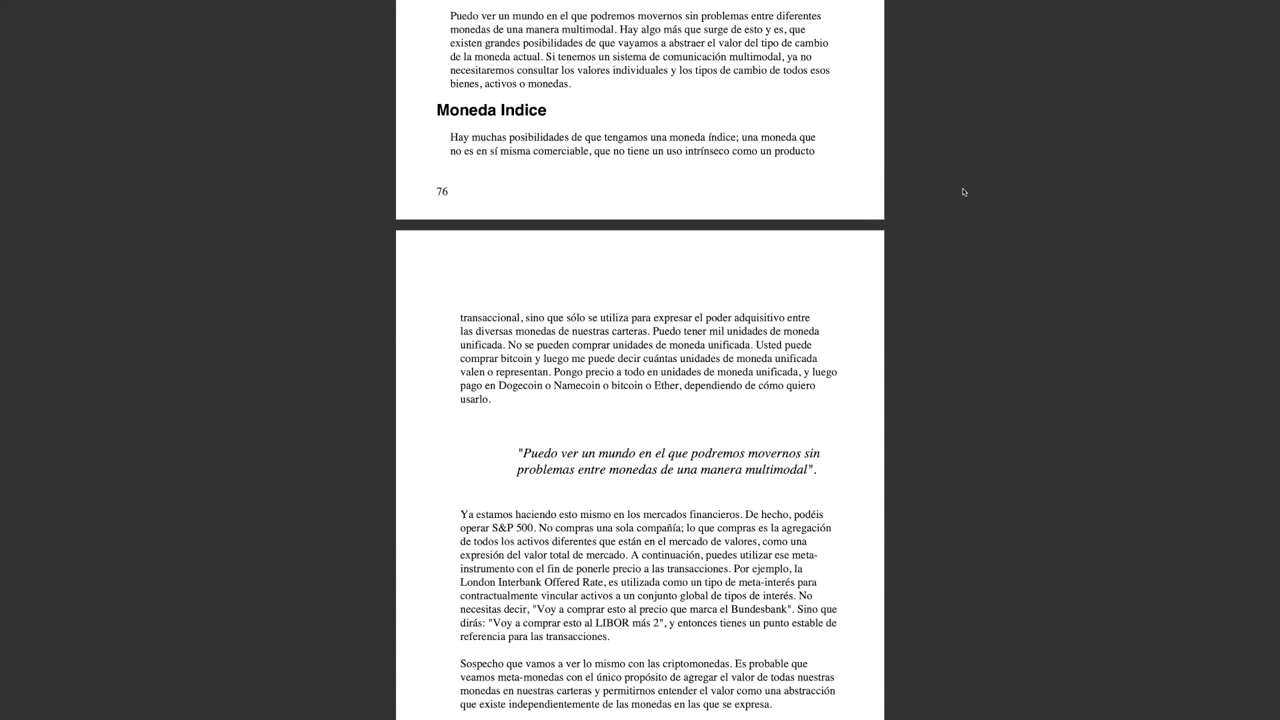 Puedo ver un mundo en el que podremos movernos sin problemas entre diferentes
monedas de una manera multimodal. Hay algo más que surge de esto y es, que
existen grandes posibilidades de que vayamos a abstraer el valor del tipo de cambio
de la moneda actual. Si tenemos un sistema de comunicación multimodal, ya no
necesitaremos consultar los valores individuales y los tipos de cambio de todos esos
bienes, activos o monedas.
Moneda Indice
Hay muchas posibilidades de que tengamos una moneda índice; una moneda que
no es en sí misma comerciable, que no tiene un uso intrínseco como un producto
76
transaccional, sino que sólo se utiliza para expresar el poder adquisitivo entre
las diversas monedas de nuestras carteras. Puedo tener mil unidades de moneda
unificada. No se pueden comprar unidades de moneda unificada. Usted puede
comprar bitcoin y luego me puede decir cuántas unidades de moneda unificada
valen o representan. Pongo precio a todo en unidades de moneda unificada, y luego
pago en Dogecoin o Namecoin o bitcoin o Ether, dependiendo de cómo quiero
usarlo.
"Puedo ver un mundo en el que podremos movernos sin
problemas entre monedas de una manera multimodal".
Ya estamos haciendo esto mismo en los mercados financieros. De hecho, podéis
operar S&P 500. No compras una sola compañía; lo que compras es la agregación
de todos los activos diferentes que están en el mercado de valores, como una
expresión del valor total de mercado. A continuación, puedes utilizar ese meta-
instrumento con el fin de ponerle precio a las transacciones. Por ejemplo, la
London Interbank Offered Rate, es utilizada como un tipo de meta-interés para
contractualmente vincular activos a un conjunto global de tipos de interés. No
necesitas decir, "Voy a comprar esto al precio que marca el Bundesbank". Sino que
dirás: "Voy a comprar esto al LIBOR más 2", y entonces tienes un punto estable de
referencia para las transacciones.
Sospecho que vamos a ver lo mismo con las criptomonedas. Es probable que
veamos meta-monedas con el único propósito de agregar el valor de todas nuestras
monedas en nuestras carteras y permitirnos entender el valor como una abstracción
que existe independientemente de las monedas en las que se expresa.